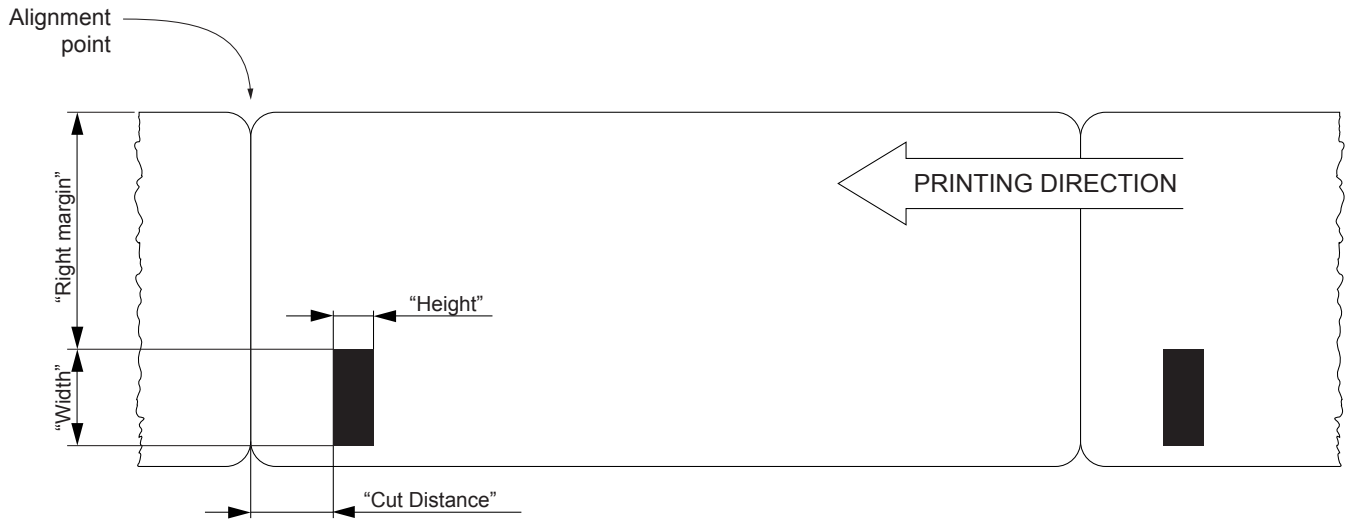 Alignment
point
“Right margin”
PRINTING DIRECTION
“Height”
“Width”
“Cut Distance”